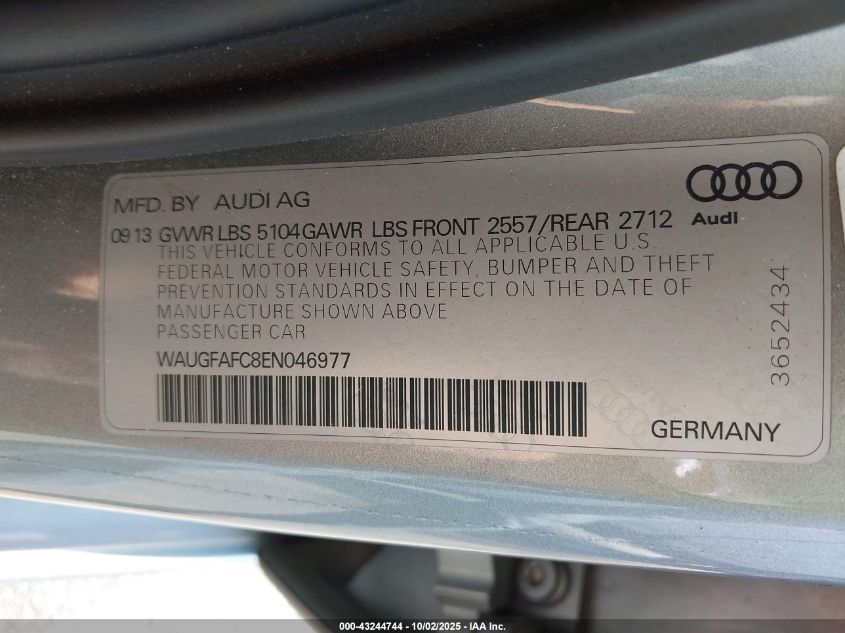 MFD. BY AUDI AG
Audi
09 13 GVWR LBS 5104 GAWR LBS FRONT 2557/REAR 2712
THIS VEHICLE CONFORMS TO ALL APPLICABLE U.S.
FEDERAL MOTOR VEHICLE SAFETY, BUMPER AND THEFT
PREVENTION STANDARDS IN EFFECT ON THE DATE OF
MANUFACTURE SHOWN ABOVE
PASSENGER CAR
WAUGFAFC8EN046977
3652434
GERMANY
000-43244744 - 10/02/2025 - IAA Inc.